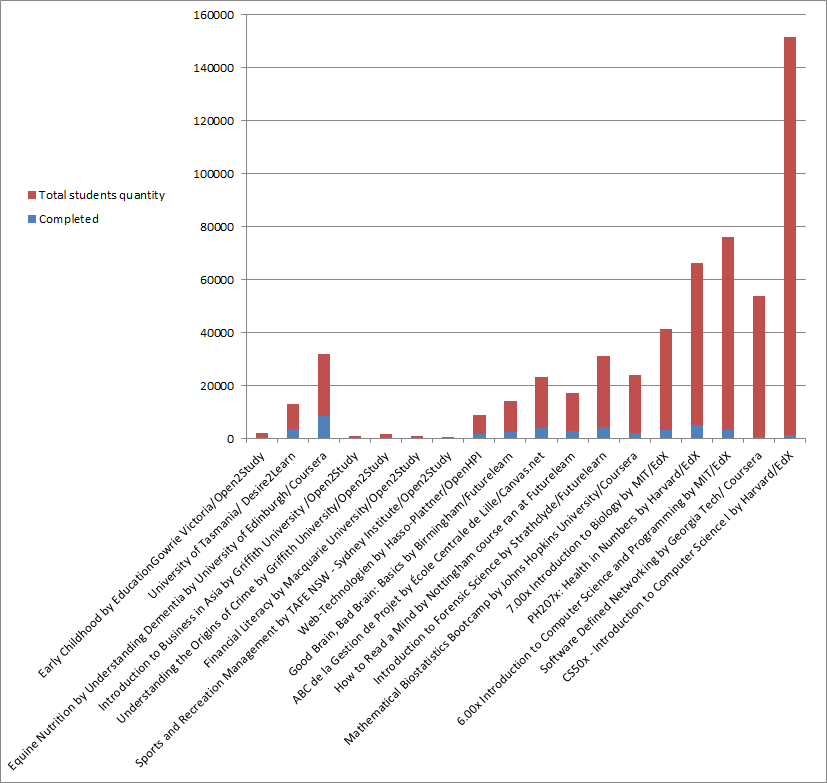 160000
140000
120000
100000
80000
60000
40000
20000
0
Total students quantity
Completed
Early Childhood by EducationGowrie Victoria/Open2Study
University of Tasmania/ Desire2Learn
Equine Nutrition by Understanding Dementia by University of Edinburgh/Coursera
Introduction to Business in Asia by Griffith University /Open2Study
Understanding the Origins of Crime by Griffith University/Open2Study
Financial Literacy by Macquarie University/Open2Study
Sports and Recreation Management by TAFE NSW - Sydney Institute/Open2Study
Web-Technologien by Hasso-Plattner/OpenHPI
Good Brain, Bad Brain: Basics by Birmingham/Futurelearn
ABC de la Gestion de Projet by École Centrale de Lille/Canvas.net
How to Read a Mind by Nottingham course ran at Futurelearn
Introduction to Forensic Science by Strathclyde/Futurelearn
Mathematical Biostatistics Bootcamp by Johns Hopkins University/Coursera
7.00x Introduction to Biology by MIT/EdX
PH207x: Health in Numbers by Harvard/EdX
6.00x Introduction to Computer Science and Programming by MIT/EdX
Software Defined Networking by Georgia Tech/ Coursera
CS50x - Introduction to Computer Science I by Harvard/EdX